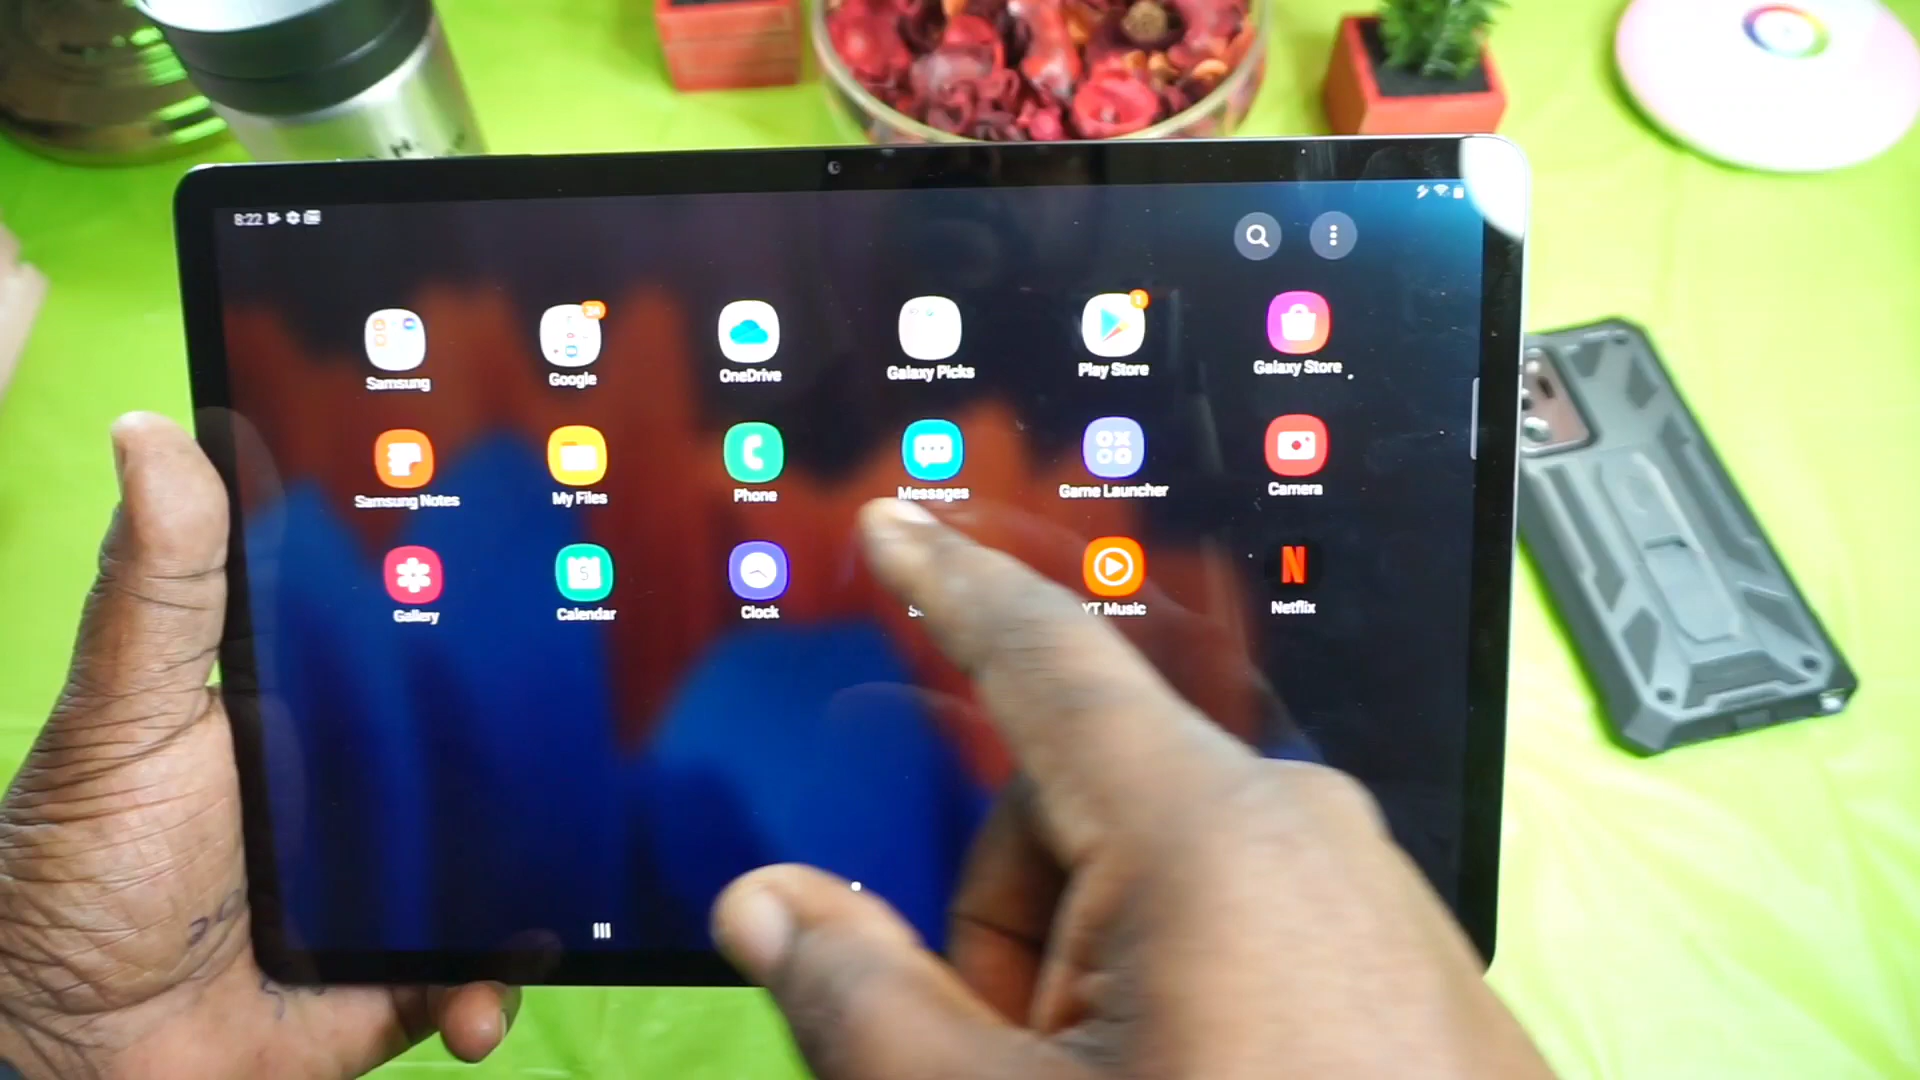 8:22
Samsung
Google
OneDrive
Galaxy Picks
Play Store
Galaxy Store
Samsung Notes
My Files
Phone
Messages
Game Launcher
Camera
Gallery
Calendar
Clock
YT Music
Netflix